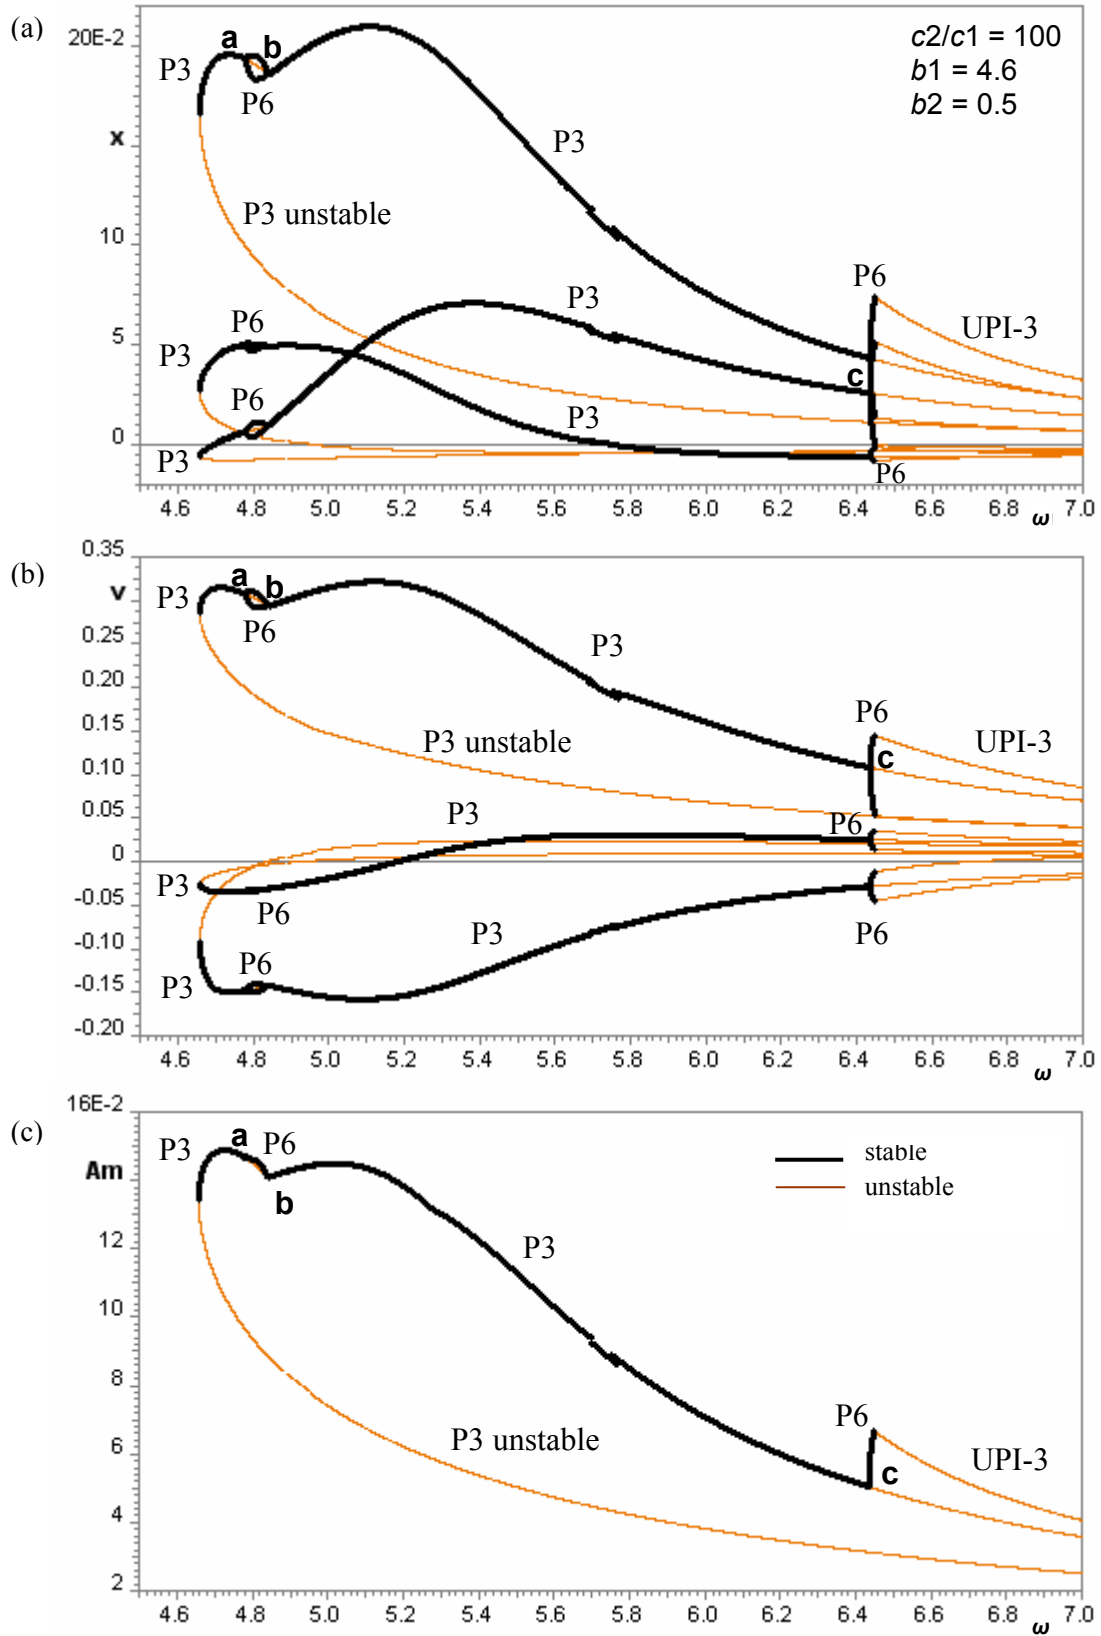 (a)
20E-2
x
10
5
0
a
b
P3
P6
c2/c1 = 100
b1 = 4.6
b2 = 0.5
P3
P3 unstable
P6
P3
P6
P3
P3
P3
c
P6
UPI-3
P6
4.6 4.8 5.0 5.2 5.4 5.6 5.8 6.0 6.2 6.4 6.6 6.8 7.0
ω
(b)
0.35
v
0.25
0.20
0.15
0.10
0.05
0
-0.05
-0.10
-0.15
-0.20
a
b
P3
P6
P3
P3 unstable
P6
c
UPI-3
P3
P6
P3
P6
P3
P6
P3
P6
4.6 4.8 5.0 5.2 5.4 5.6 5.8 6.0 6.2 6.4 6.6 6.8 7.0
ω
(c)
16E-2
Am
12
10
8
6
4
2
P3
a
P6
b
stable
unstable
P3
P3 unstable
P6
c
UPI-3
4.6 4.8 5.0 5.2 5.4 5.6 5.8 6.0 6.2 6.4 6.6 6.8 7.0
ω